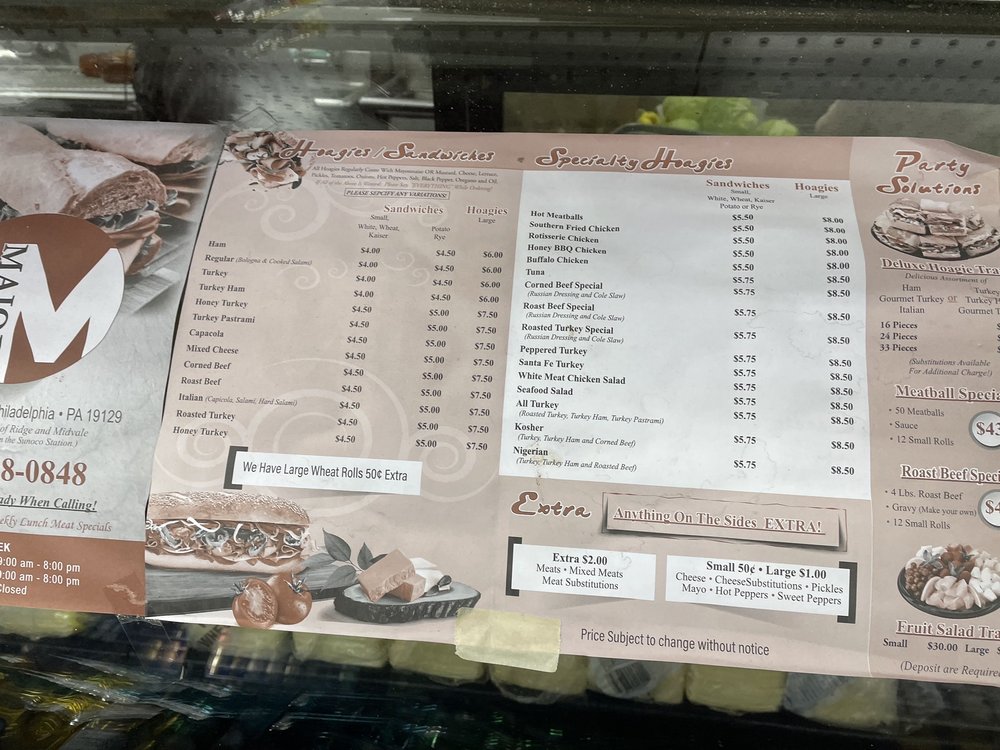 Hoagies/Sandwiches
All Hoagies Regularly Come With Mayonnaise OR Mustard, Cheese, Lettuce,
Pickles, Tomatoes, Onions, Hot Peppers, Salt, Black Pepper, Oregano and Oil.
If All of the Above is Wanted, Please Say "EVERYTHING" While Ordering!
PLEASE SEPCIFY ANY VARIATIONS!
Sandwiches Hoagies
Small, Large
White, Wheat, Potato
Kaiser Rye
Ham $4.00 $4.50 $6.00
Regular (Bologna & Cooked Salami) $4.00 $4.50 $6.00
Turkey $4.00 $4.50 $6.00
Turkey Ham $4.00 $4.50 $6.00
Honey Turkey $4.50 $5.00 $7.50
Turkey Pastrami $4.50 $5.00 $7.50
Capacola $4.50 $5.00 $7.50
Mixed Cheese $4.50 $5.00 $7.50
Corned Beef $4.50 $5.00 $7.50
Roast Beef $4.50 $5.00 $7.50
Italian (Capicola, Salami, Hard Salami) $4.50 $5.00 $7.50
Roasted Turkey $4.50 $5.00 $7.50
Honey Turkey $4.50 $5.00 $7.50
We Have Large Wheat Rolls 50¢ Extra
Specialty Hoagies
Sandwiches Hoagies
Small, Large
White, Wheat, Kaiser
Potato or Rye
Hot Meatballs $5.50 $8.00
Southern Fried Chicken $5.50 $8.00
Rotisserie Chicken $5.50 $8.00
Honey BBQ Chicken $5.50 $8.00
Buffalo Chicken $5.50 $8.00
Tuna
Corned Beef Special $5.75 $8.50
(Russian Dressing and Cole Slaw)
Roast Beef Special $5.75 $8.50
(Russian Dressing and Cole Slaw)
Roasted Turkey Special
(Russian Dressing and Cole Slaw)
Peppered Turkey $5.75 $8.50
Santa Fe Turkey $5.75 $8.50
White Meat Chicken Salad $5.75 $8.50
Seafood Salad $5.75 $8.50
All Turkey $5.75 $8.50
(Roasted Turkey, Turkey Ham, Turkey Pastrami)
Kosher $5.75 $8.50
(Turkey, Turkey Ham and Corned Beef)
Nigerian $5.75 $8.50
(Turkey, Turkey Ham and Roasted Beef)
Extra
Anything On The Sides EXTRA!
Extra $2.00
Meats • Mixed Meats
Meat Substitutions
Small 50¢ • Large $1.00
Cheese • CheeseSubstitutions • Pickles
Mayo • Hot Peppers • Sweet Peppers
Price Subject to change without notice
Party
Solutions
Deluxe Hoagie Tra
Delicious Assortment of
Ham Turkey
Gourmet Turkey or Turkey
Italian Gourmet
16 Pieces
24 Pieces
33 Pieces
(Substitutions Available
For Additional Charge!)
Meatball Specia
• 50 Meatballs
• Sauce
• 12 Small Rolls
$43
Roast Beef Spec
• 4 Lbs. Roast Beef
• Gravy (Make your own)
• 12 Small Rolls
$4
Fruit Salad Tra
Small $30.00 Large
(Deposit are Require
M
hiladelphia • PA 19129
of Ridge and Midvale
n the Sunoco Station.)
8-0848
ady When Calling!
ekly Lunch Meat Specials
EK
9:00 am - 8:00 pm
9:00 am - 8:00 pm
Closed